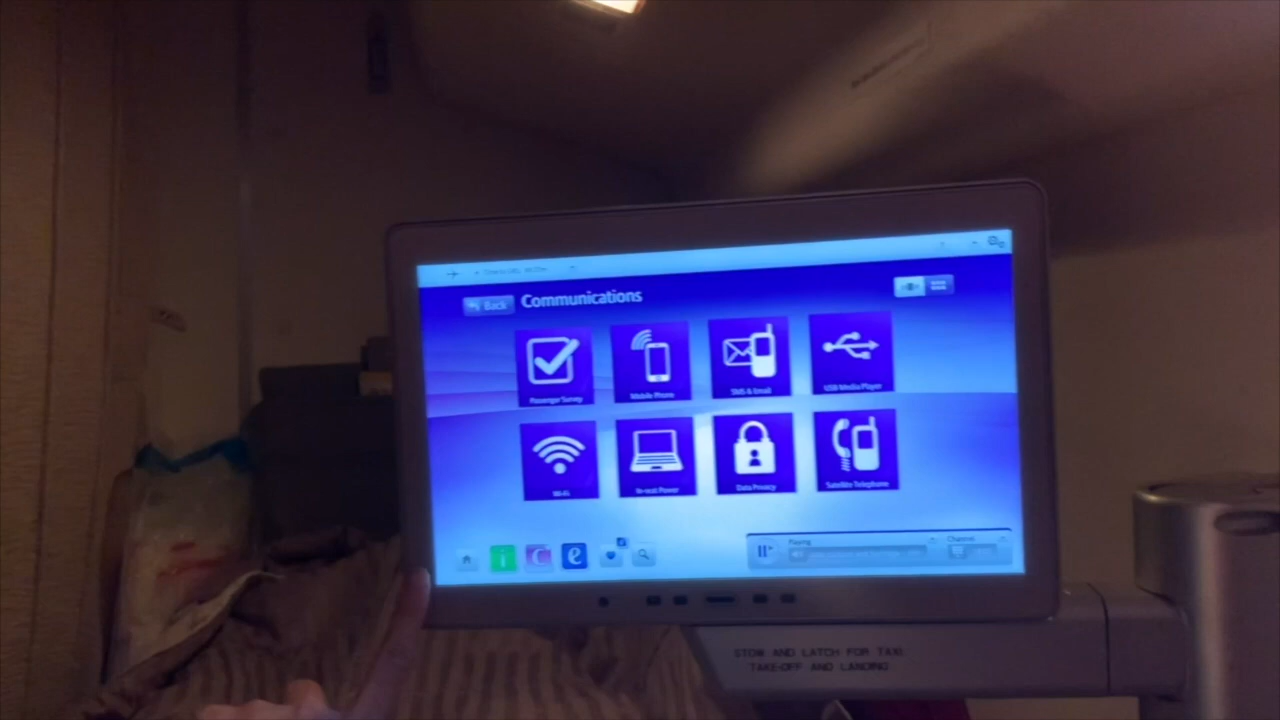 Back
Communications
Passenger Survey
Mobile Phone
SMS & Email
USB Media Player
Wi-Fi
In-seat Power
Data Privacy
Satellite Telephone
i
C
e
Playing
Channel
STOW AND LATCH FOR TAXI
TAKE-OFF AND LANDING